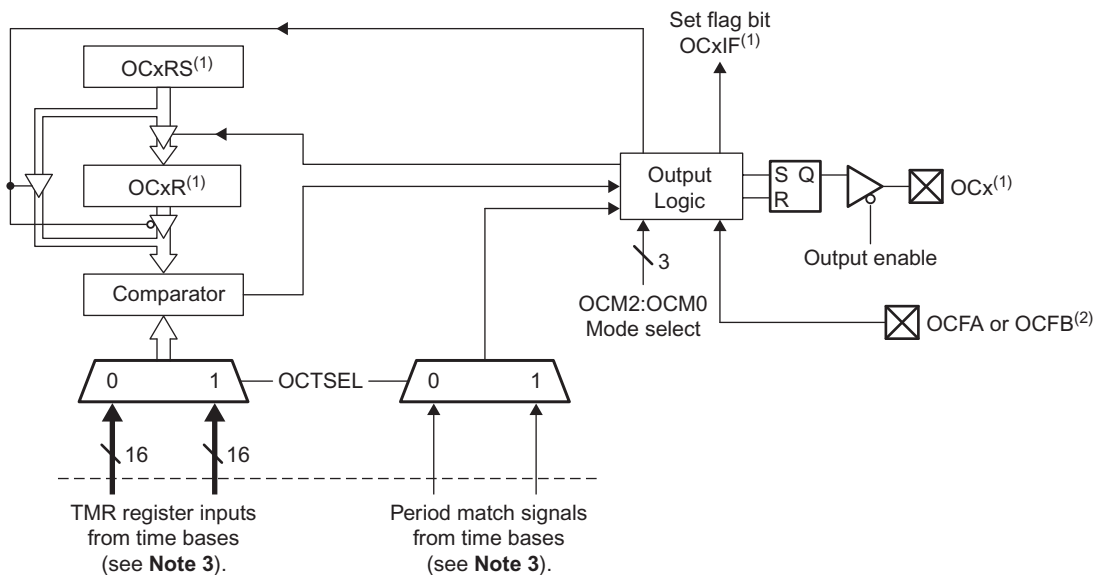 Set flag bit
OCxIF(1)
OCxRS(1)
OCxR(1)
Output
Logic
S Q
R
OCx(1)
Output enable
3
Comparator
OCM2:OCM0
Mode select
OCFA or OCFB(2)
0 1
OCTSEL
0 1
16 16
TMR register inputs
from time bases
(see Note 3).
Period match signals
from time bases
(see Note 3).